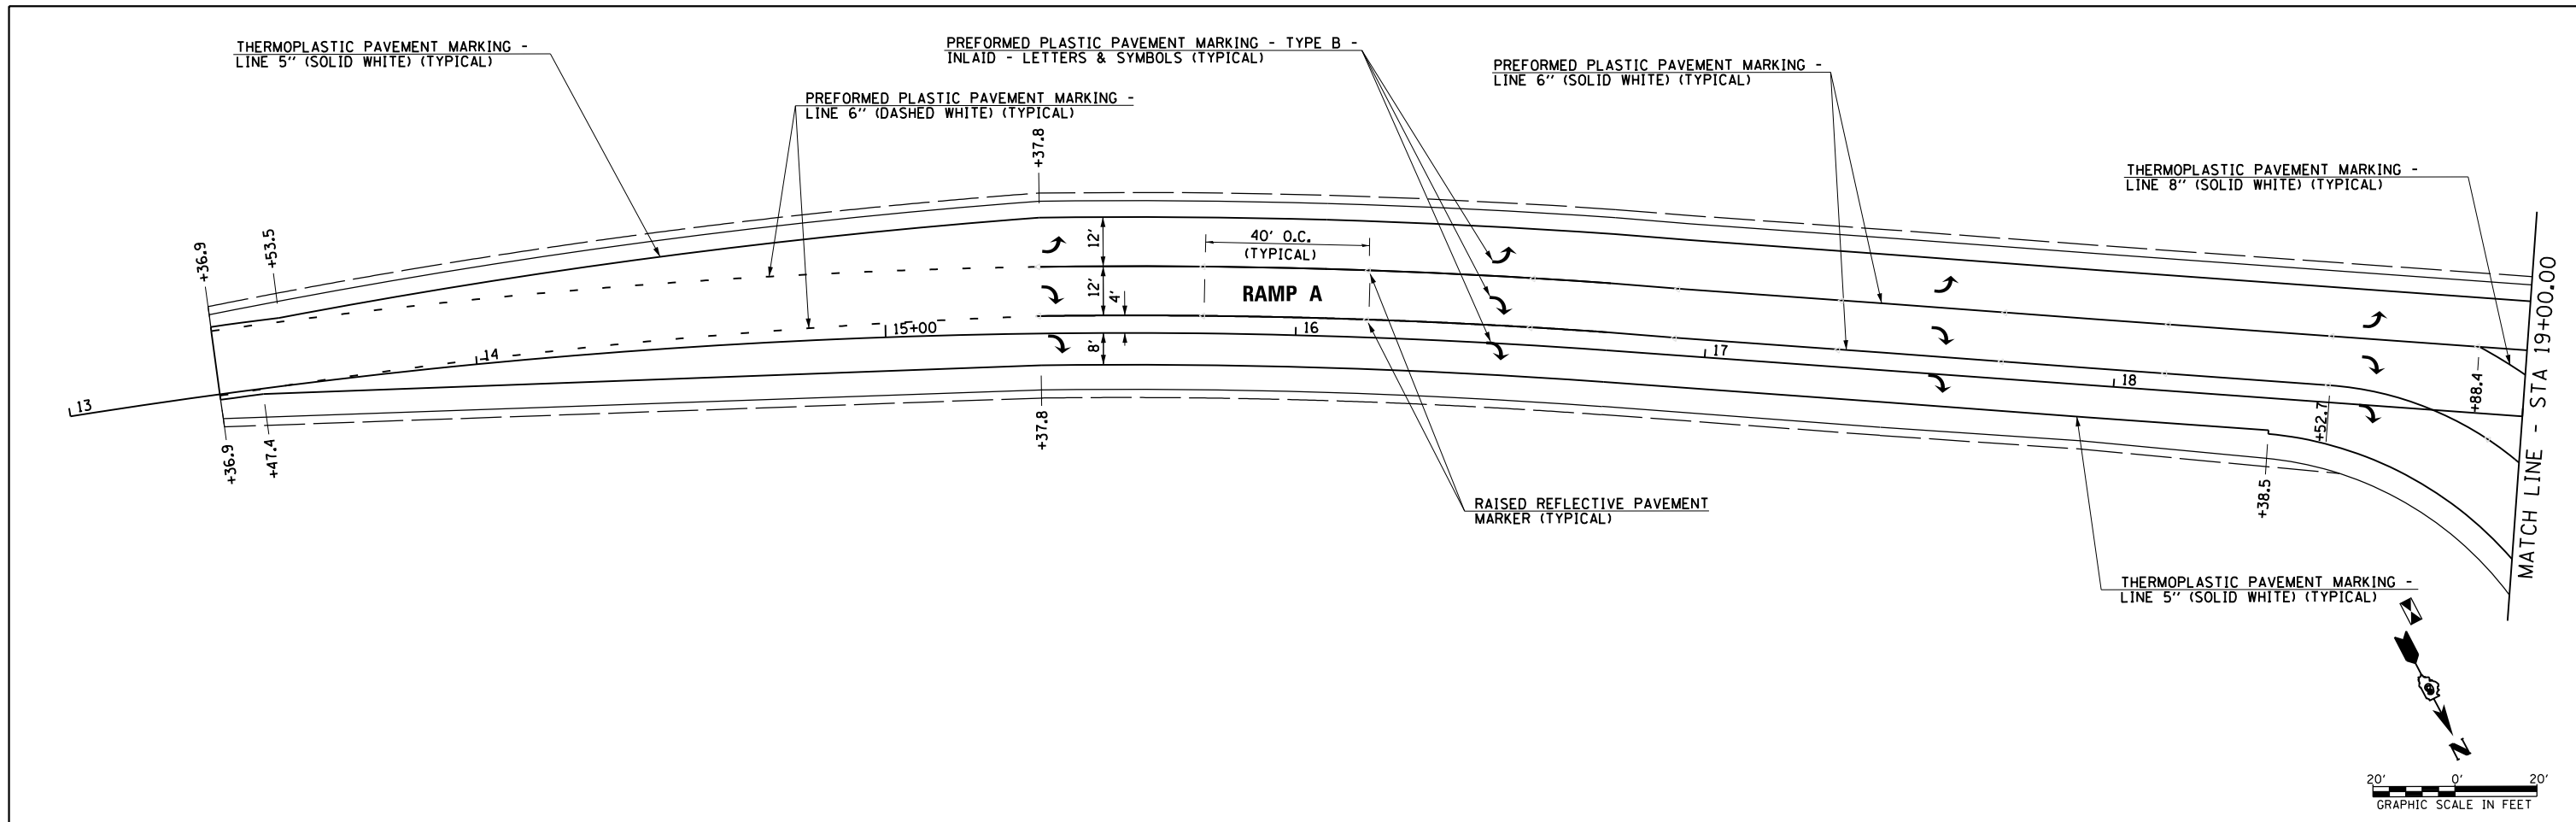 THERMOPLASTIC PAVEMENT MARKING -
LINE 5'' (SOLID WHITE) (TYPICAL)
PREFORMED PLASTIC PAVEMENT MARKING - TYPE B -
INLAID - LETTERS & SYMBOLS (TYPICAL)
PREFORMED PLASTIC PAVEMENT MARKING -
LINE 6'' (SOLID WHITE) (TYPICAL)
PREFORMED PLASTIC PAVEMENT MARKING -
LINE 6'' (DASHED WHITE) (TYPICAL)
THERMOPLASTIC PAVEMENT MARKING -
LINE 8'' (SOLID WHITE) (TYPICAL)
+37.8
+36.9
+53.5
12'
40' O.C.
(TYPICAL)
12'
4'
RAMP A
8'
13
14
15+00
16
17
18
+36.9
+47.4
+37.8
+88.4
+52.7
+38.5
MATCH LINE - STA 19+00.00
RAISED REFLECTIVE PAVEMENT
MARKER (TYPICAL)
THERMOPLASTIC PAVEMENT MARKING -
LINE 5'' (SOLID WHITE) (TYPICAL)
N
20'
0'
20'
GRAPHIC SCALE IN FEET